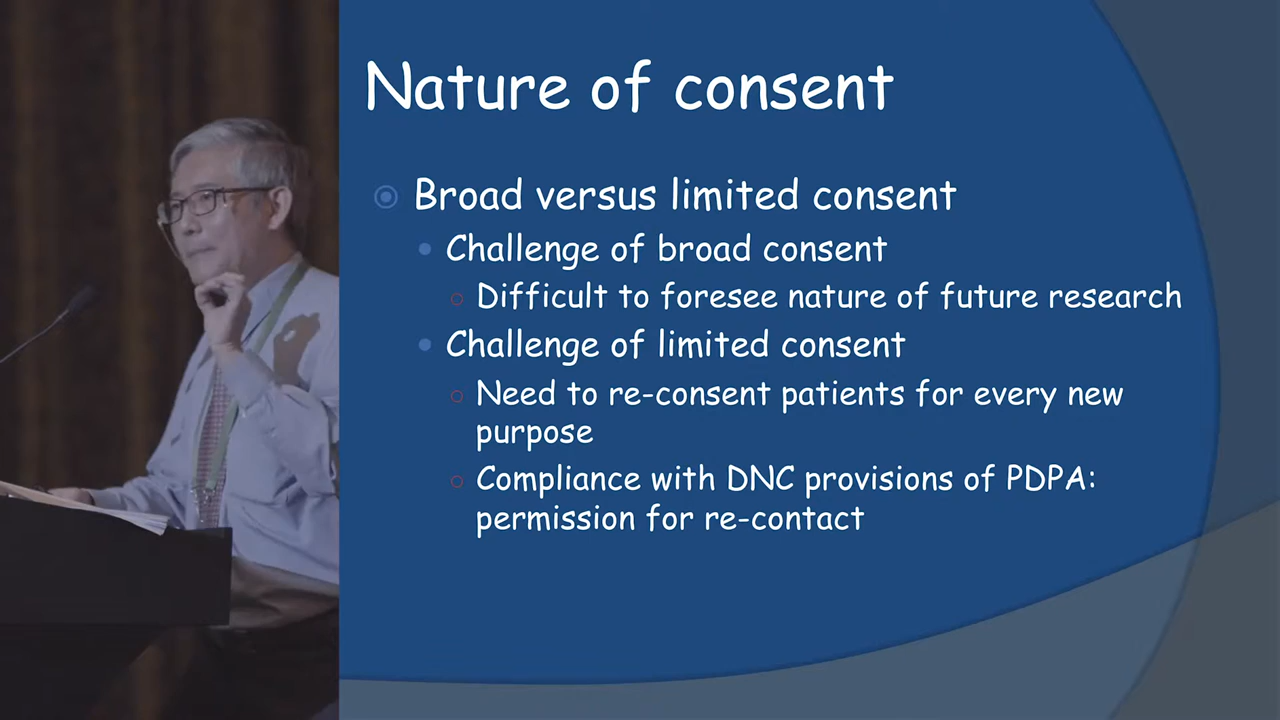 Nature of consent
Broad versus limited consent
Challenge of broad consent
Difficult to foresee nature of future research
Challenge of limited consent
Need to re-consent patients for every new
purpose
Compliance with DNC provisions of PDPA:
permission for re-contact